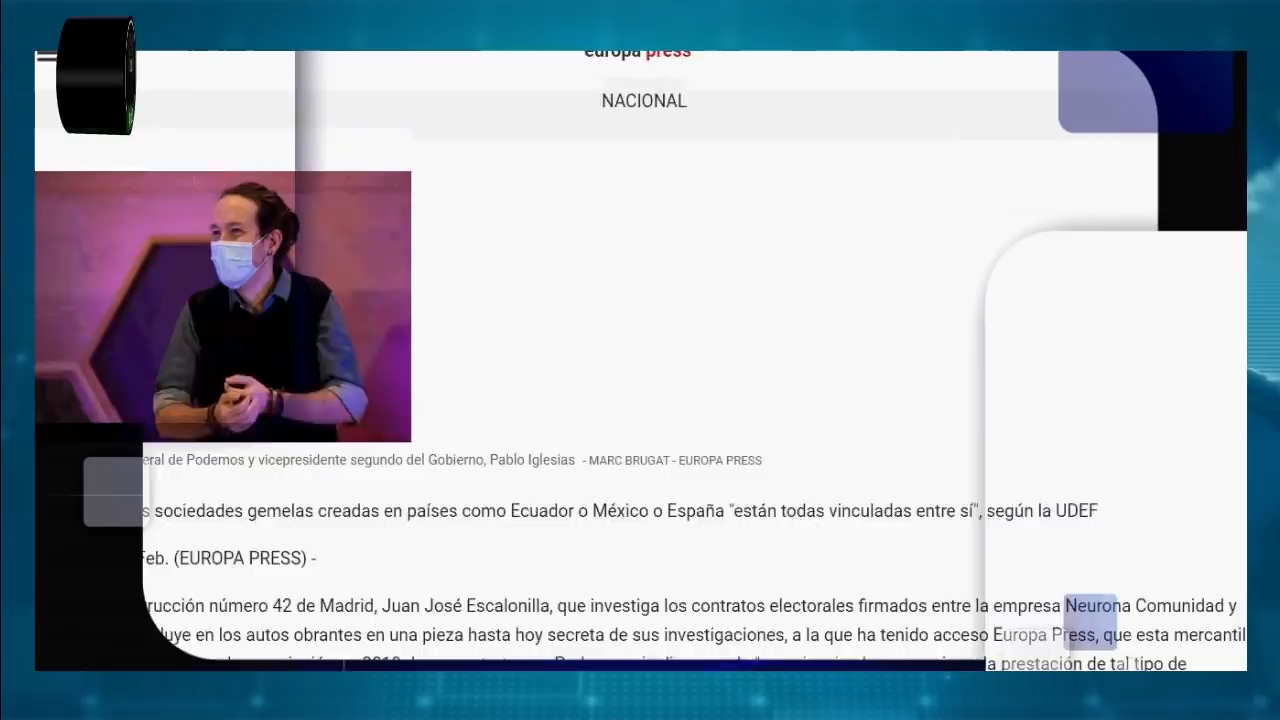 europa press
NACIONAL
eral de Podemos y vicepresidente segundo del Gobierno, Pablo Iglesias - MARC BRUGAT - EUROPA PRESS
s sociedades gemelas creadas en países como Ecuador o México o España "están todas vinculadas entre sí", según la UDEF
Feb. (EUROPA PRESS) -
rucción número 42 de Madrid, Juan José Escalonilla, que investiga los contratos electorales firmados entre la empresa Neurona Comunidad y
luye en los autos obrantes en una pieza hasta hoy secreta de sus investigaciones, a la que ha tenido acceso Europa Press, que esta mercantil
la prestación de tal tipo de